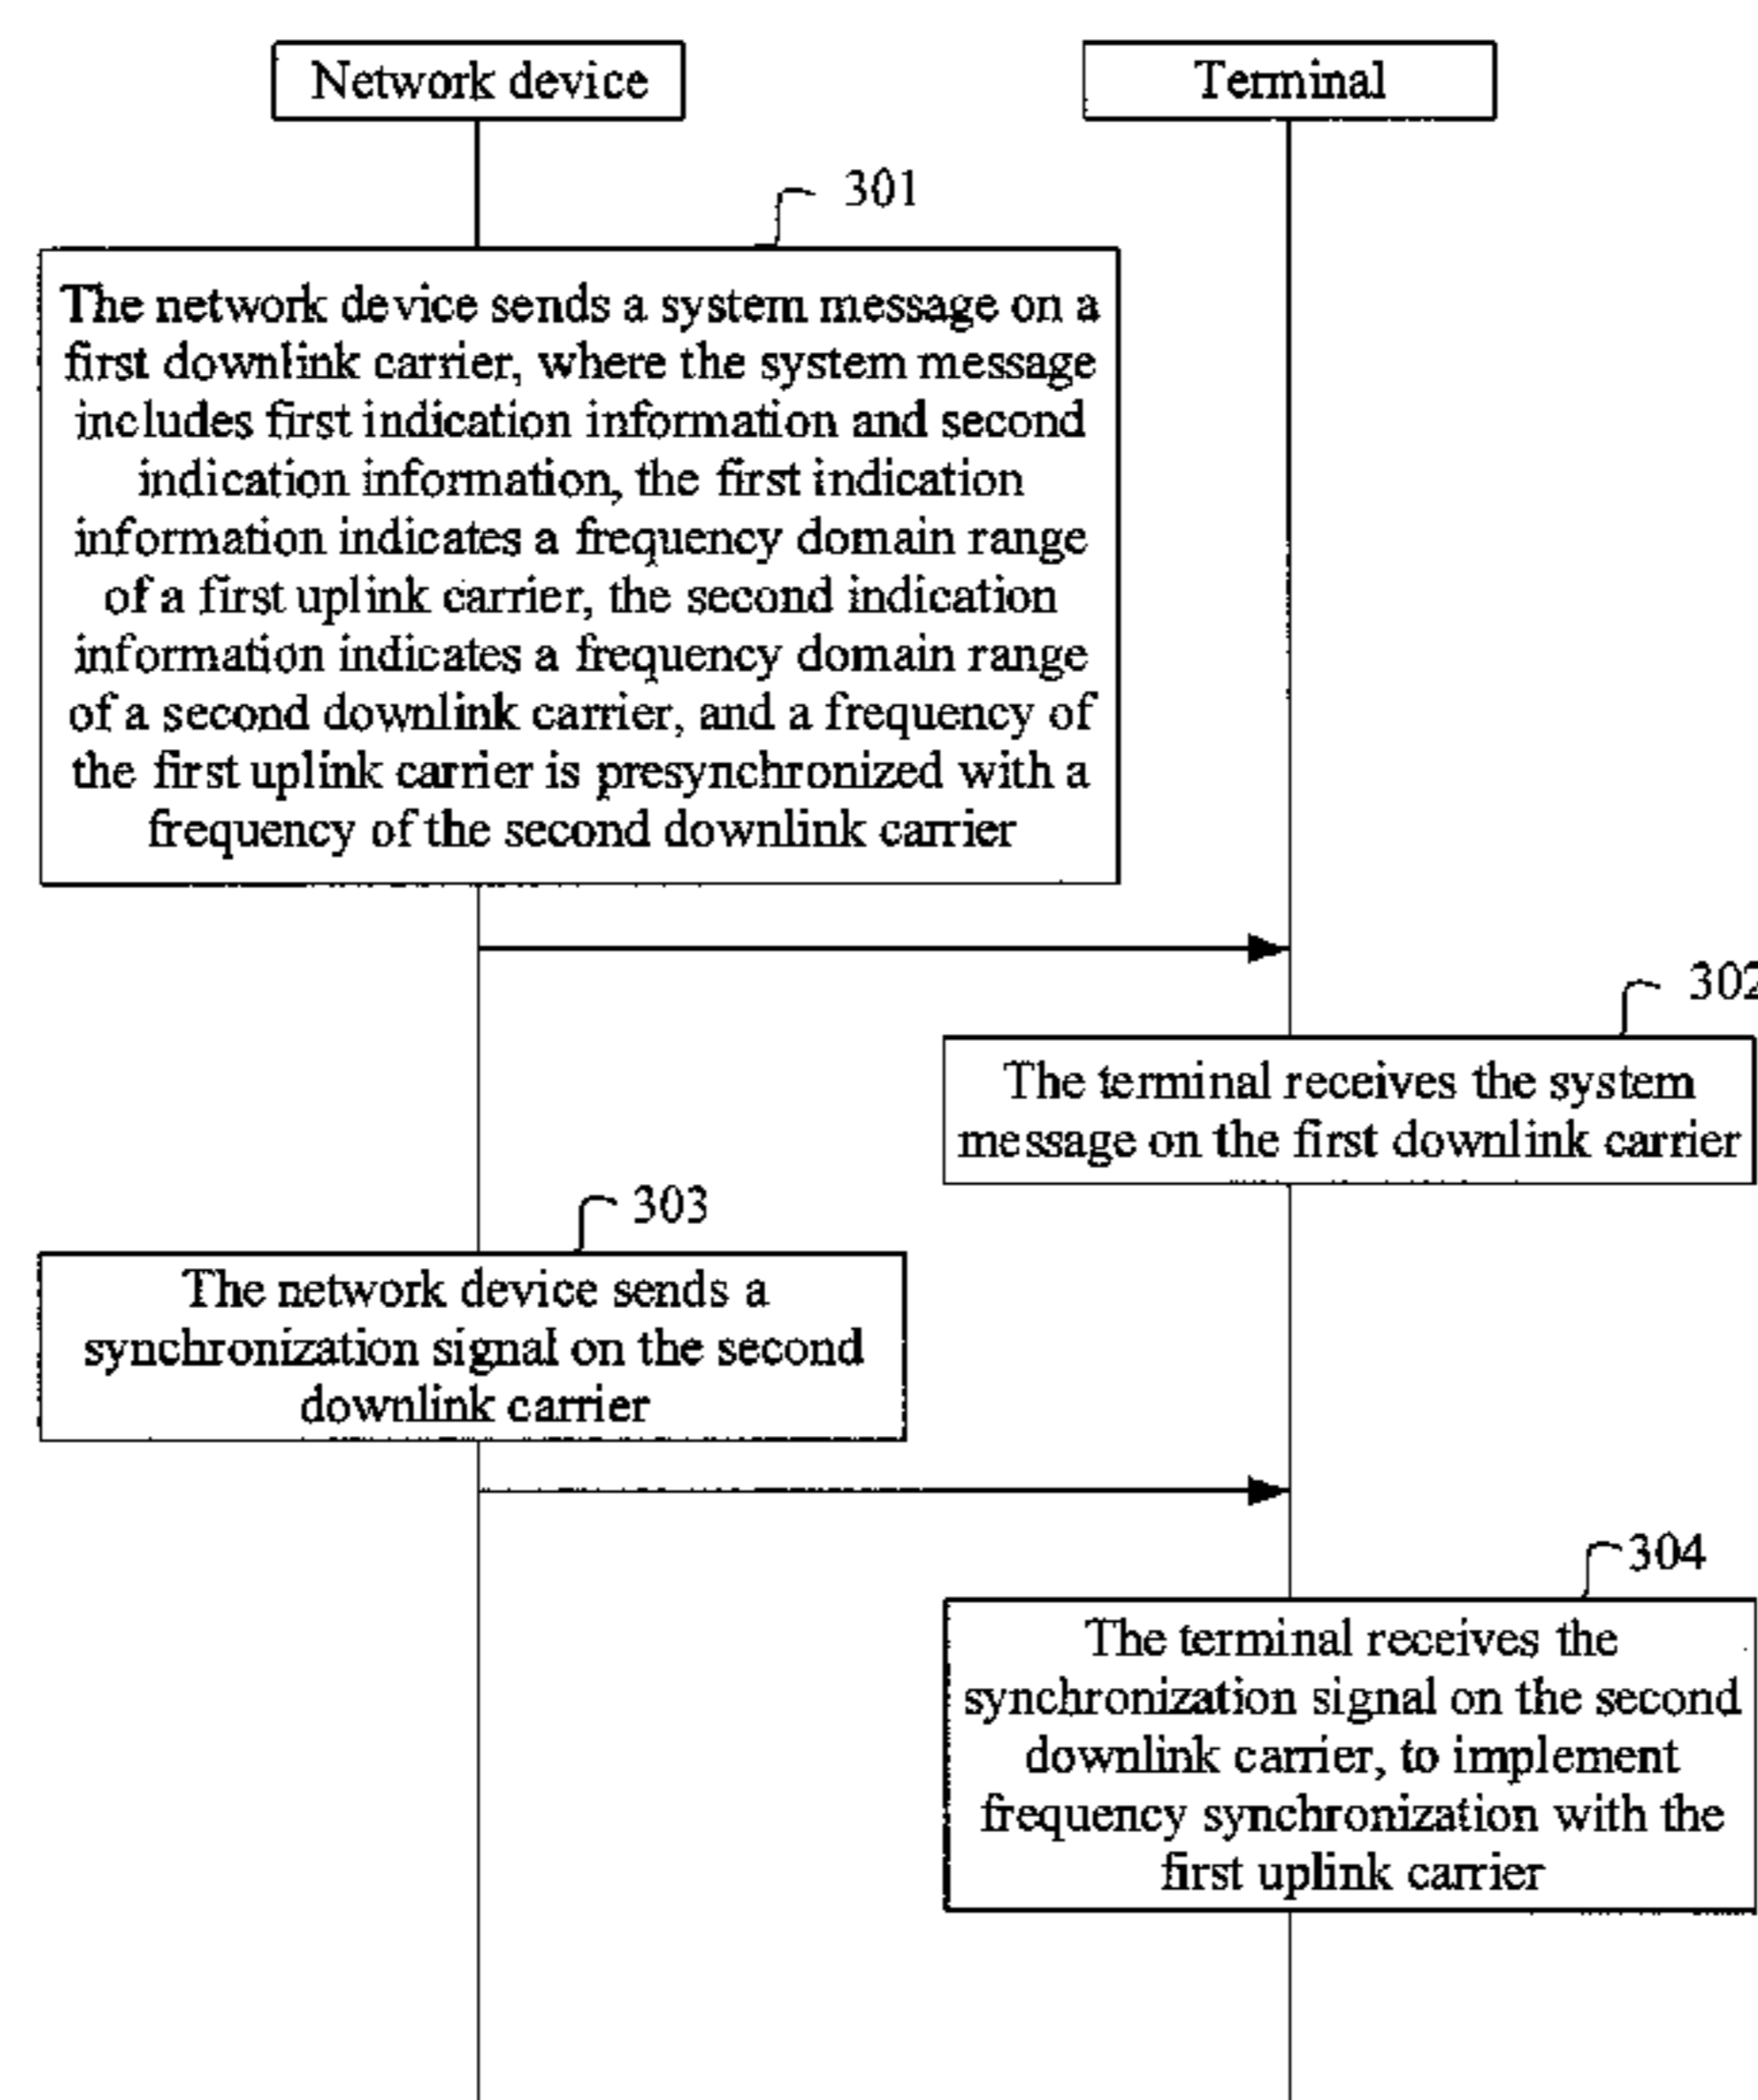 Network device
Terminal
301
The network device sends a system message on a
first downlink carrier, where the system message
includes first indication information and second
indication information, the first indication
information indicates a frequency domain range
of a first uplink carrier, the second indication
information indicates a frequency domain range
of a second downlink carrier, and a frequency of
the first uplink carrier is presynchronized with a
frequency of the second downlink carrier
302
The terminal receives the system
message on the first downlink carrier
303
The network device sends a
synchronization signal on the second
downlink carrier
304
The terminal receives the
synchronization signal on the second
downlink carrier, to implement
frequency synchronization with the
first uplink carrier